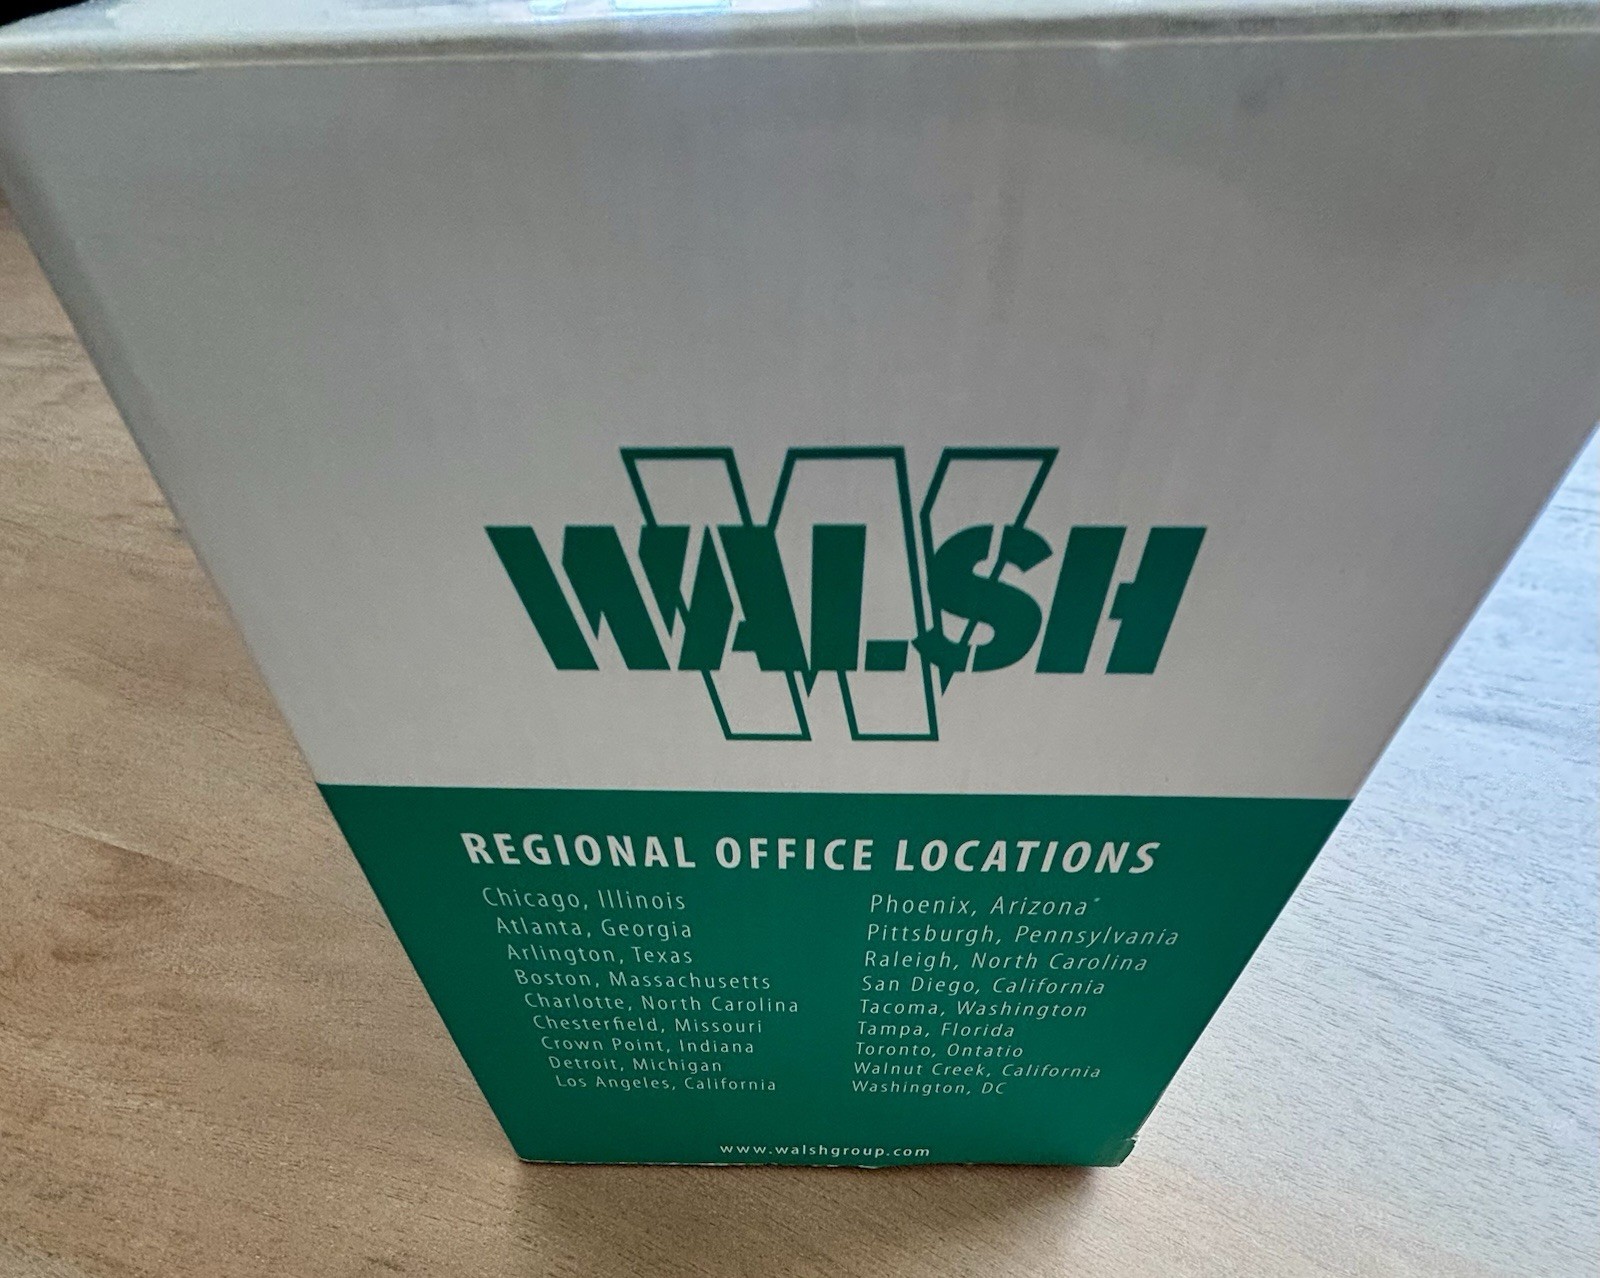 WALSH
REGIONAL OFFICE LOCATIONS
Chicago, Illinois
Atlanta, Georgia
Arlington, Texas
Boston, Massachusetts
Charlotte, North Carolina
Chesterfield, Missouri
Crown Point, Indiana
Detroit, Michigan
Los Angeles, California
Phoenix, Arizona*
Pittsburgh, Pennsylvania
Raleigh, North Carolina
San Diego, California
Tacoma, Washington
Tampa, Florida
Toronto, Ontatio
Walnut Creek, California
Washington, DC
www.walshgroup.com